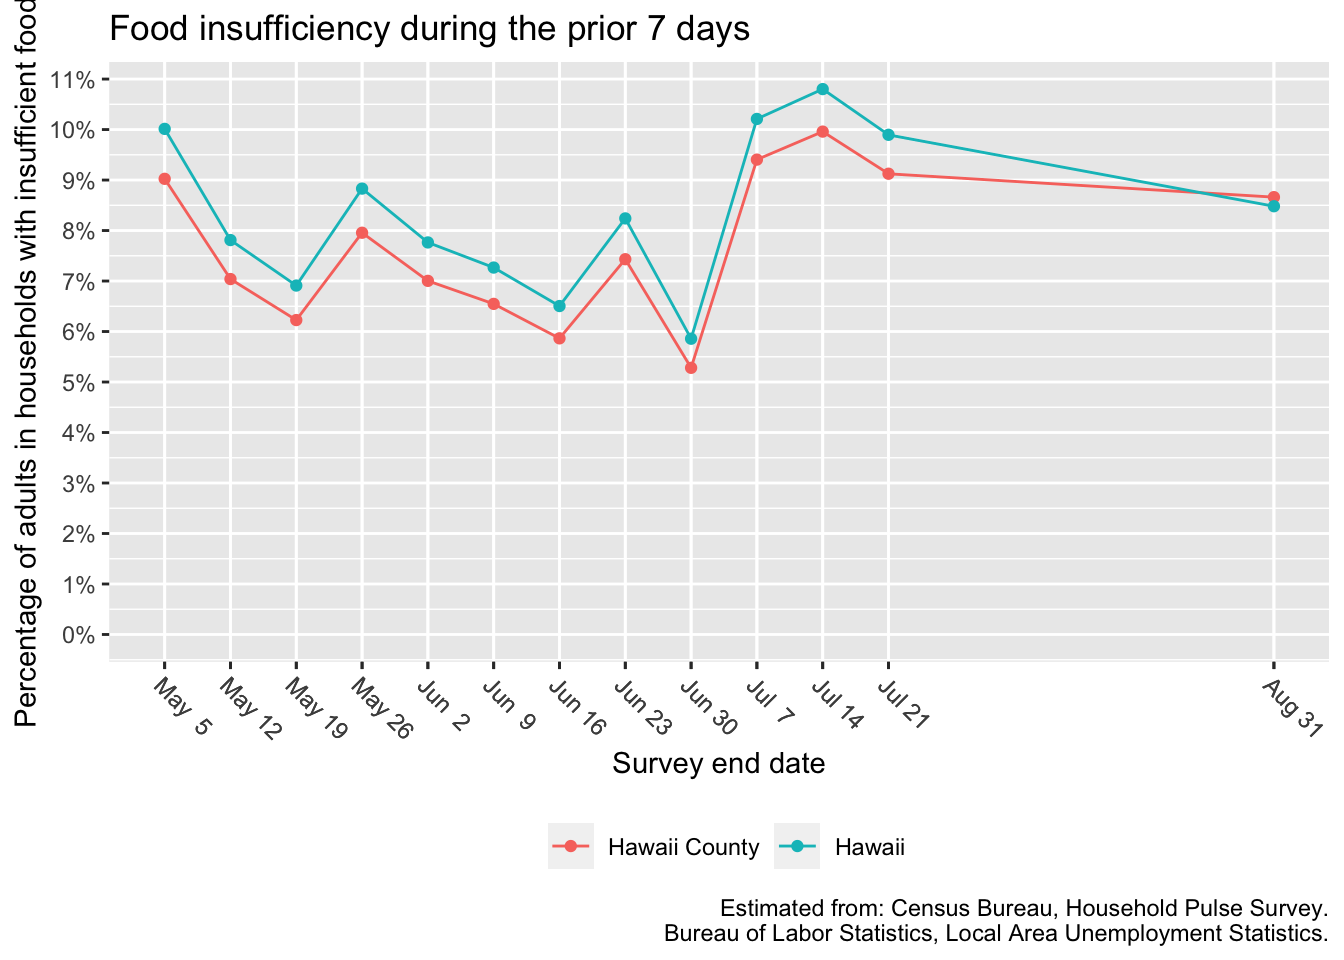 Food insufficiency during the prior 7 days
Percentage of adults in households with insufficient food
11%
10%
9%
8%
7%
6%
5%
4%
3%
2%
1%
0%
May 5
May 12
May 19
May 26
Jun 2
Jun 9
Jun 16
Jun 23
Jun 30
Jul 7
Jul 14
Jul 21
Aug 31
Survey end date
Hawaii County
Hawaii
Estimated from: Census Bureau, Household Pulse Survey.
Bureau of Labor Statistics, Local Area Unemployment Statistics.